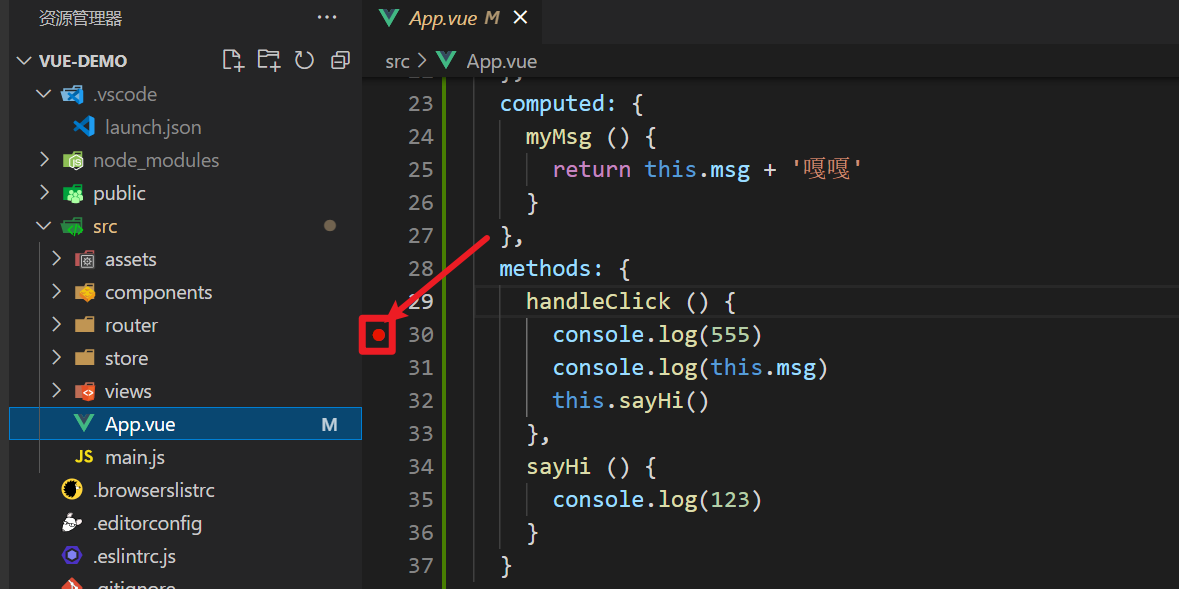 资源管理器
VUE-DEMO
.vscode
launch.json
node_modules
public
src
assets
components
router
store
views
App.vue M
JS main.js
.browserslistrc
.editorconfig
.eslintrc.js
.gitignore
App.vue M
src > App.vue
23 computed: {
24 myMsg () {
25 return this.msg + '嘎嘎'
26 }
27 },
28 methods: {
29 handleClick () {
30 console.log(555)
31 console.log(this.msg)
32 this.sayHi()
33 },
34 sayHi () {
35 console.log(123)
36 }
37 }